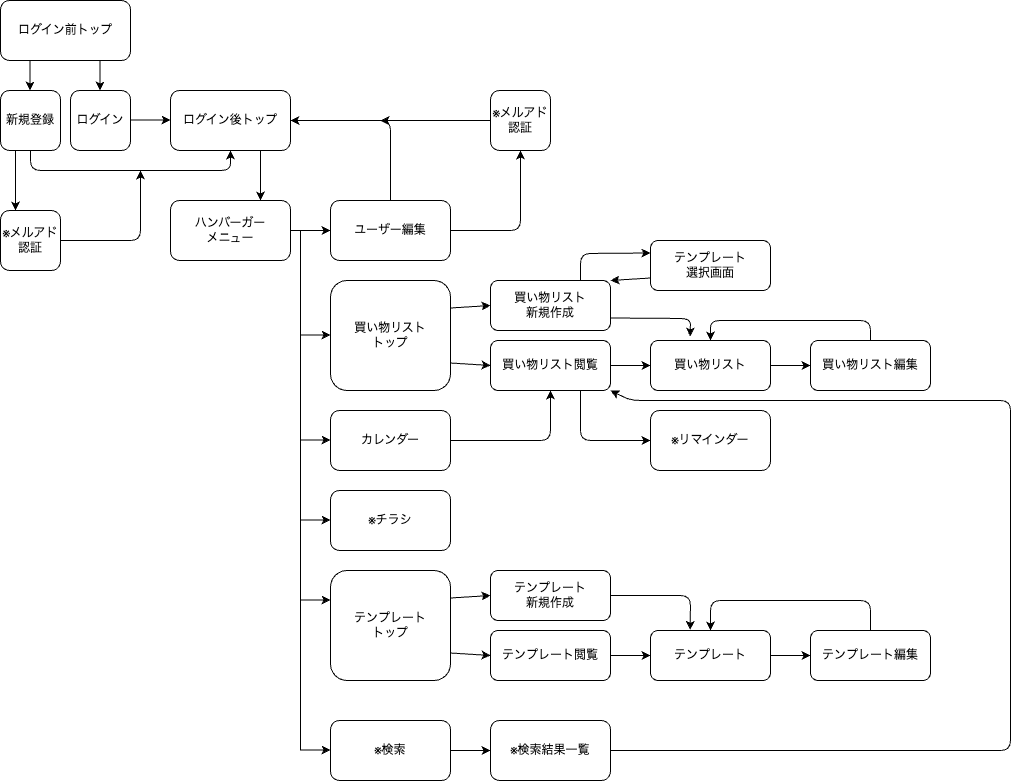 ログイン前トップ
新規登録
ログイン
ログイン後トップ
※メルアド
認証
※メルアド
認証
ハンバーガー
メニュー
ユーザー編集
買い物リスト
トップ
買い物リスト
新規作成
テンプレート
選択画面
買い物リスト閲覧
買い物リスト
買い物リスト編集
カレンダー
※リマインダー
※チラシ
テンプレート
トップ
テンプレート
新規作成
テンプレート閲覧
テンプレート
テンプレート編集
※検索
※検索結果一覧